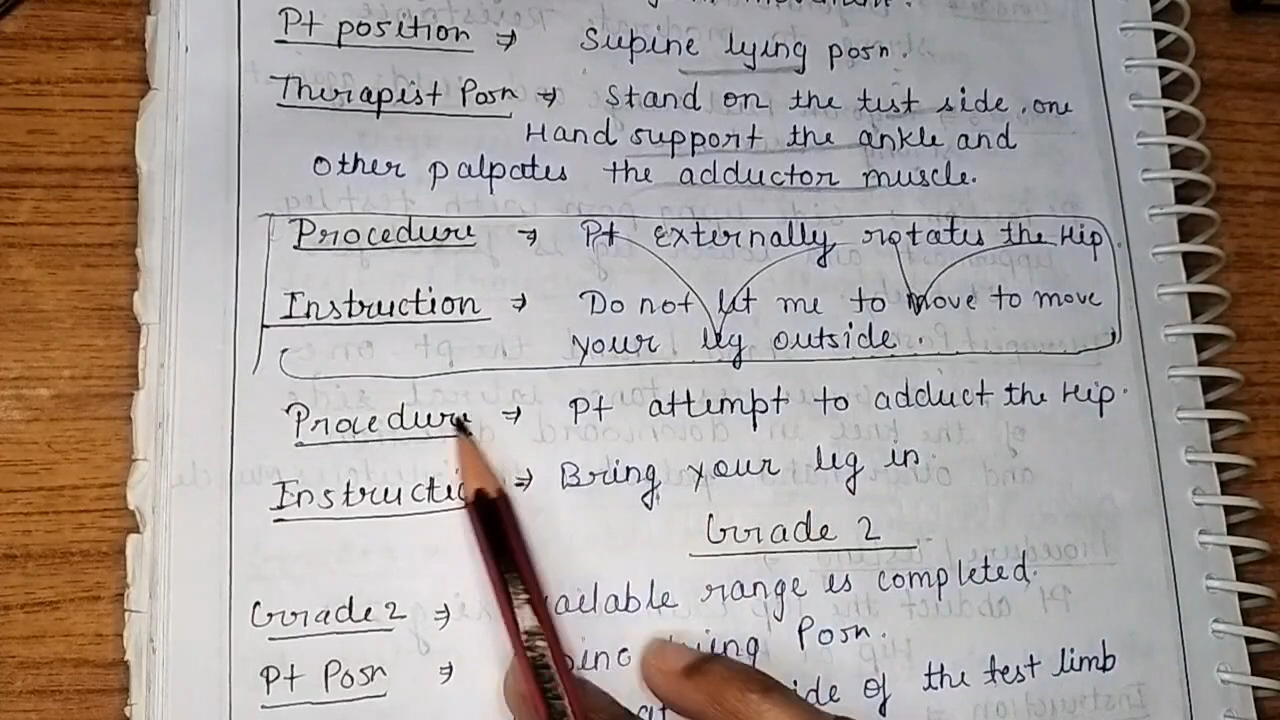 Pt position ⇒ Supine lying posn.
Therapist Posn ⇒ Stand on the test side, one
Hand support the ankle and
other palpates the adductor muscle.
Procedure → Pt externally rotates the Hip.
Instruction ⇒ Do not let me to move to move
your leg outside.
Procedure ⇒ Pt attempt to adduct the Hip.
Instructi ⇒ Bring your leg in.
Grade 2
Grade 2 ⇒ ailable range is completed.
Pt Posn ⇒ Posn.
ide of the test limb